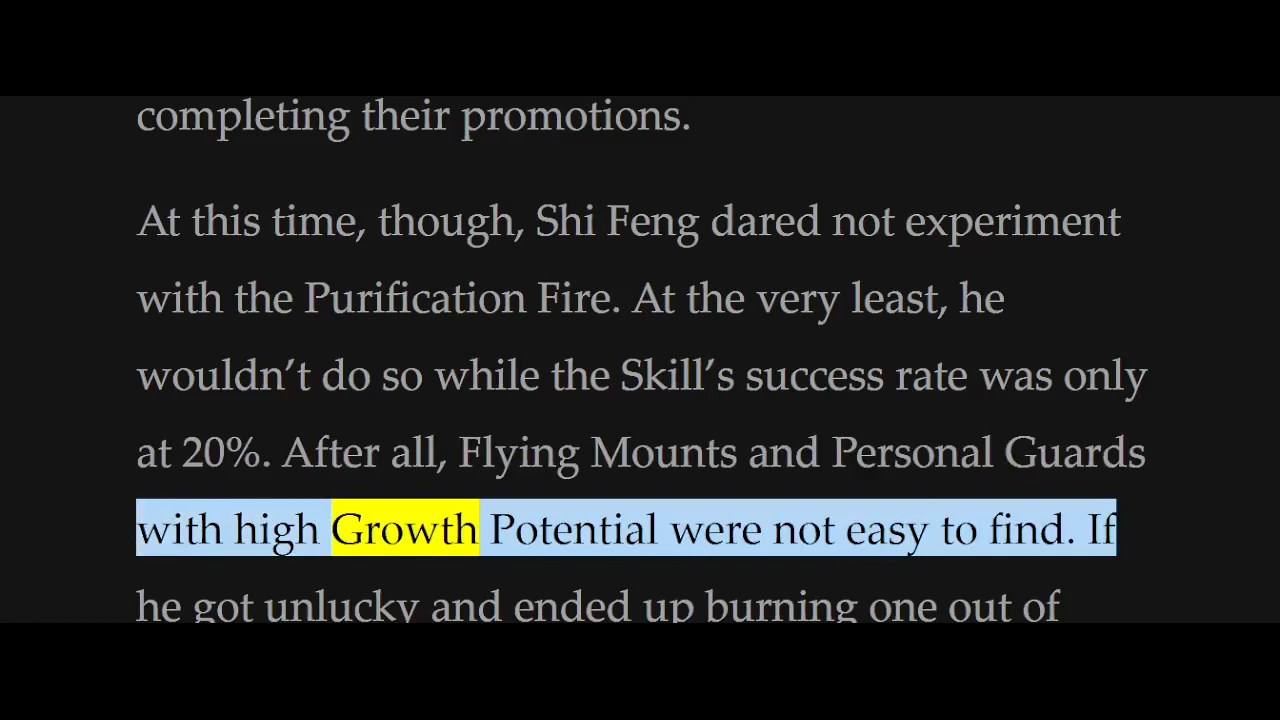 completing their promotions.
At this time, though, Shi Feng dared not experiment
with the Purification Fire. At the very least, he
wouldn’t do so while the Skill’s success rate was only
at 20%. After all, Flying Mounts and Personal Guards
with high Growth Potential were not easy to find. If
he got unlucky and ended up burning one out of